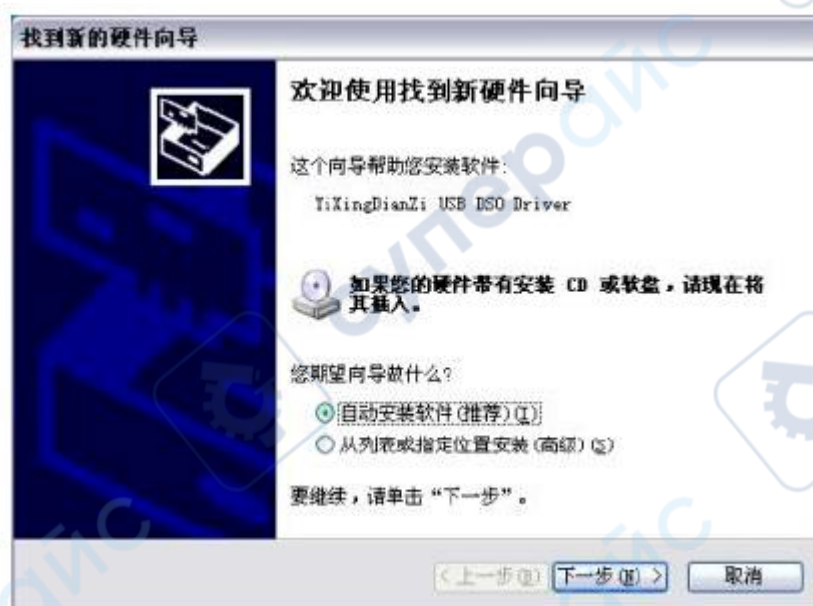 找到新的硬件向导
欢迎使用找到新硬件向导
这个向导帮助您安装软件:
YiXingDianZi USB DSO Driver
如果您的硬件带有安装 CD 或软盘，请现在将
其插入。
您期望向导做什么?
自动安装软件(推荐)(I)
从列表或指定位置安装(高级)(S)
要继续，请单击“下一步”。
<上一步(B) 下一步(N) > 取消
суперайс